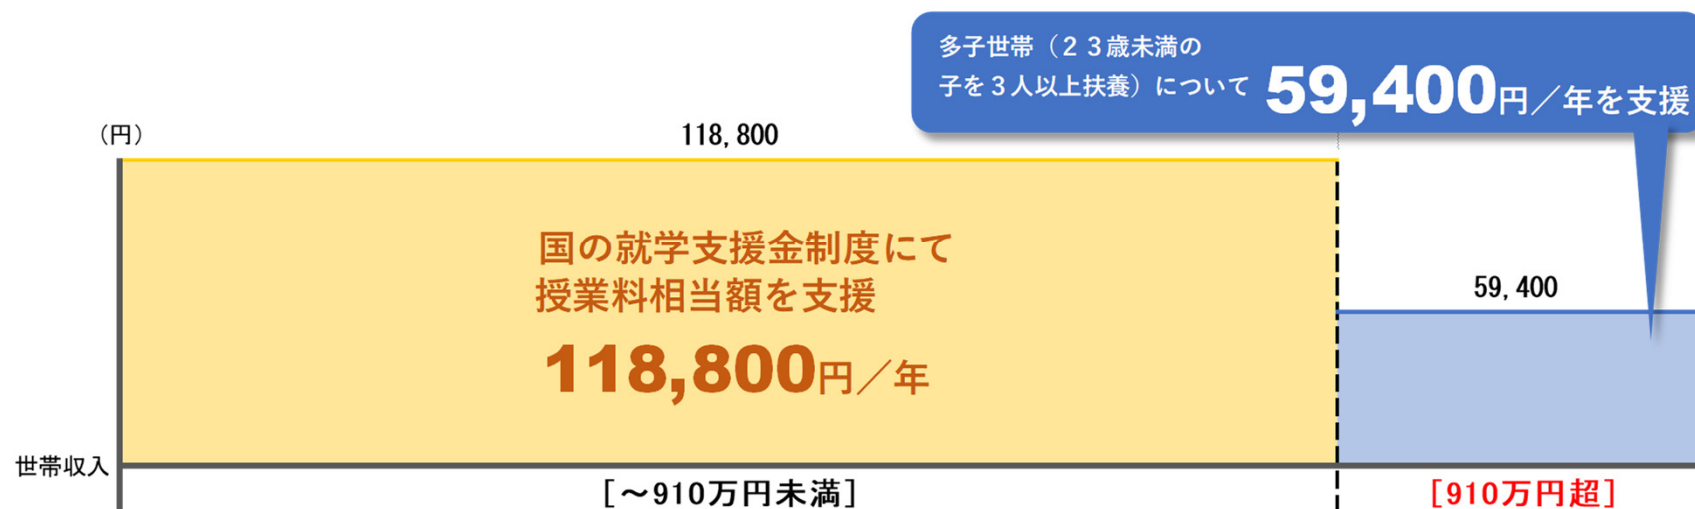 多子世帯（２３歳未満の
子を３人以上扶養）について 59,400円／年を支援
（円）
118,800
国の就学支援金制度にて
授業料相当額を支援
118,800円／年
59,400
世帯収入
［～910万円未満］
［910万円超］